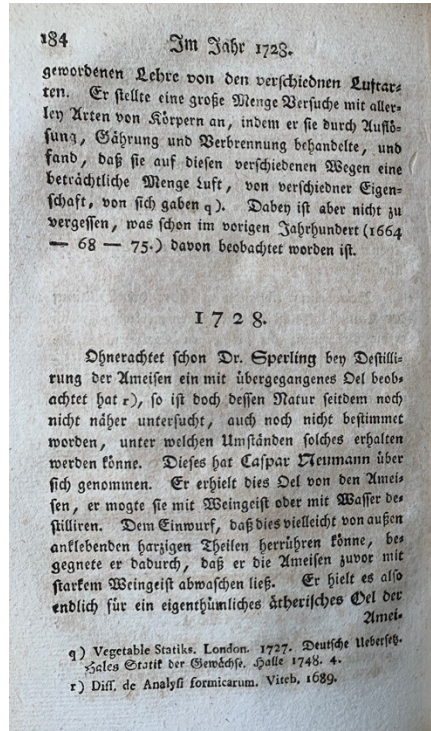 184 Im Jahr 1728.
gewordenen Lehre von den verschiednen Luftar-
ten. Er stellte eine große Menge Versuche mit aller-
ley Arten von Körpern an, indem er sie durch Auflö-
sung, Gährung und Verbrennung behandelte, und
fand, daß sie auf diesen verschiedenen Wegen eine
beträchtliche Menge Luft, von verschiedner Eigen-
schaft, von sich gaben q). Dabey ist aber nicht zu
vergessen, was schon im vorigen Jahrhundert (1664
— 68 — 75.) davon beobachtet worden ist.
1728.
Ohnerachtet schon Dr. Sperling bey Destilli-
rung der Ameisen ein mit übergegangenes Oel beob-
achtet hat r), so ist doch dessen Natur seitdem noch
nicht näher untersucht, auch noch nicht bestimmet
worden, unter welchen Umständen solches erhalten
werden könne. Dieses hat Caspar Neumann über
sich genommen. Er erhielt dies Oel von den Amei-
sen, er mogte sie mit Weingeist oder mit Wasser de-
stilliren. Dem Einwurf, daß dies vielleicht von außen
anklebenden harzigen Theilen herrühren könne, be-
gegnete er dadurch, daß er die Ameisen zuvor mit
starkem Weingeist abwaschen ließ. Er hielt es also
endlich für ein eigenthümliches ätherisches Oel der
Amei-
q) Vegetable Statiks. London. 1727. Deutsche Uebersetz.
Hales Statik der Gewächse. Halle 1748. 4.
r) Diss. de Analysi formicarum. Viteb. 1689.